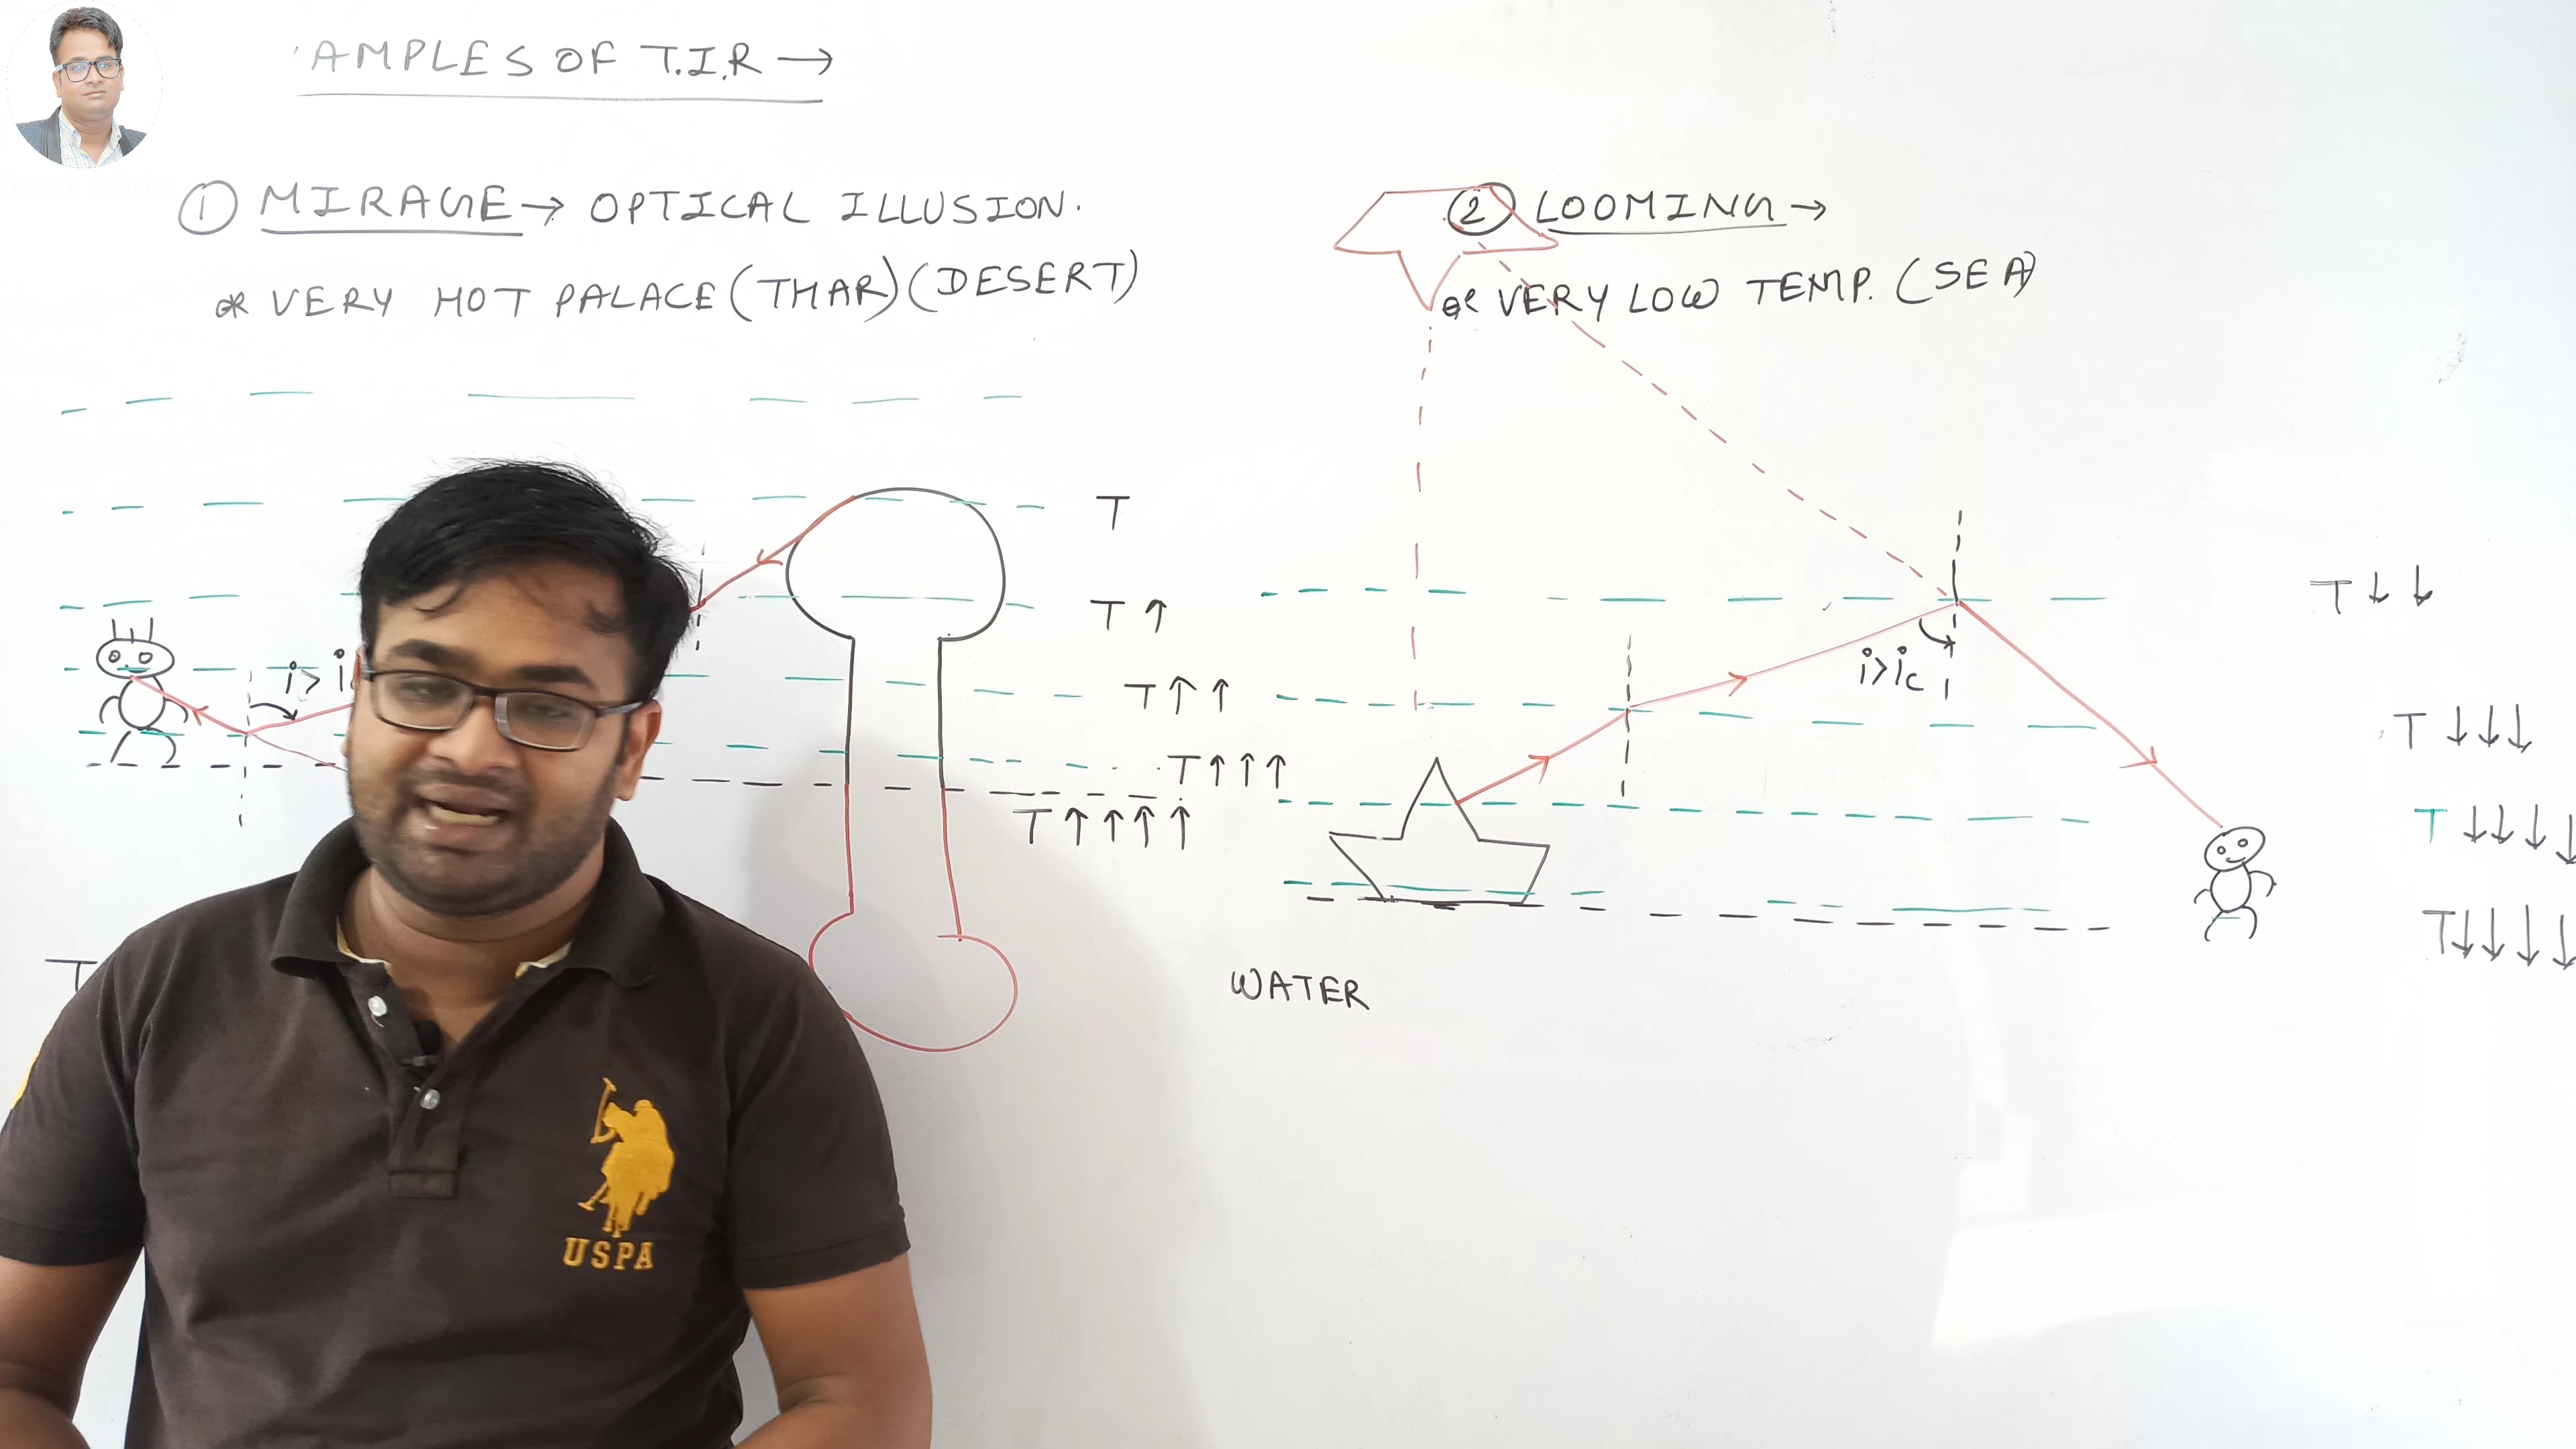 AMPLES OF T.I.R →
① MIRAGE → OPTICAL ILLUSION.
* VERY HOT PALACE (THAR) (DESERT)
② LOOMING →
* VERY LOW TEMP. (SEA)
T
T ↑
T ↑ ↑
T ↑ ↑ ↑
T ↑ ↑ ↑ ↑
i > i
T
i > ic
T ↓ ↓
T ↓ ↓ ↓
T ↓ ↓ ↓ ↓
T ↓ ↓ ↓ ↓
WATER
USPA